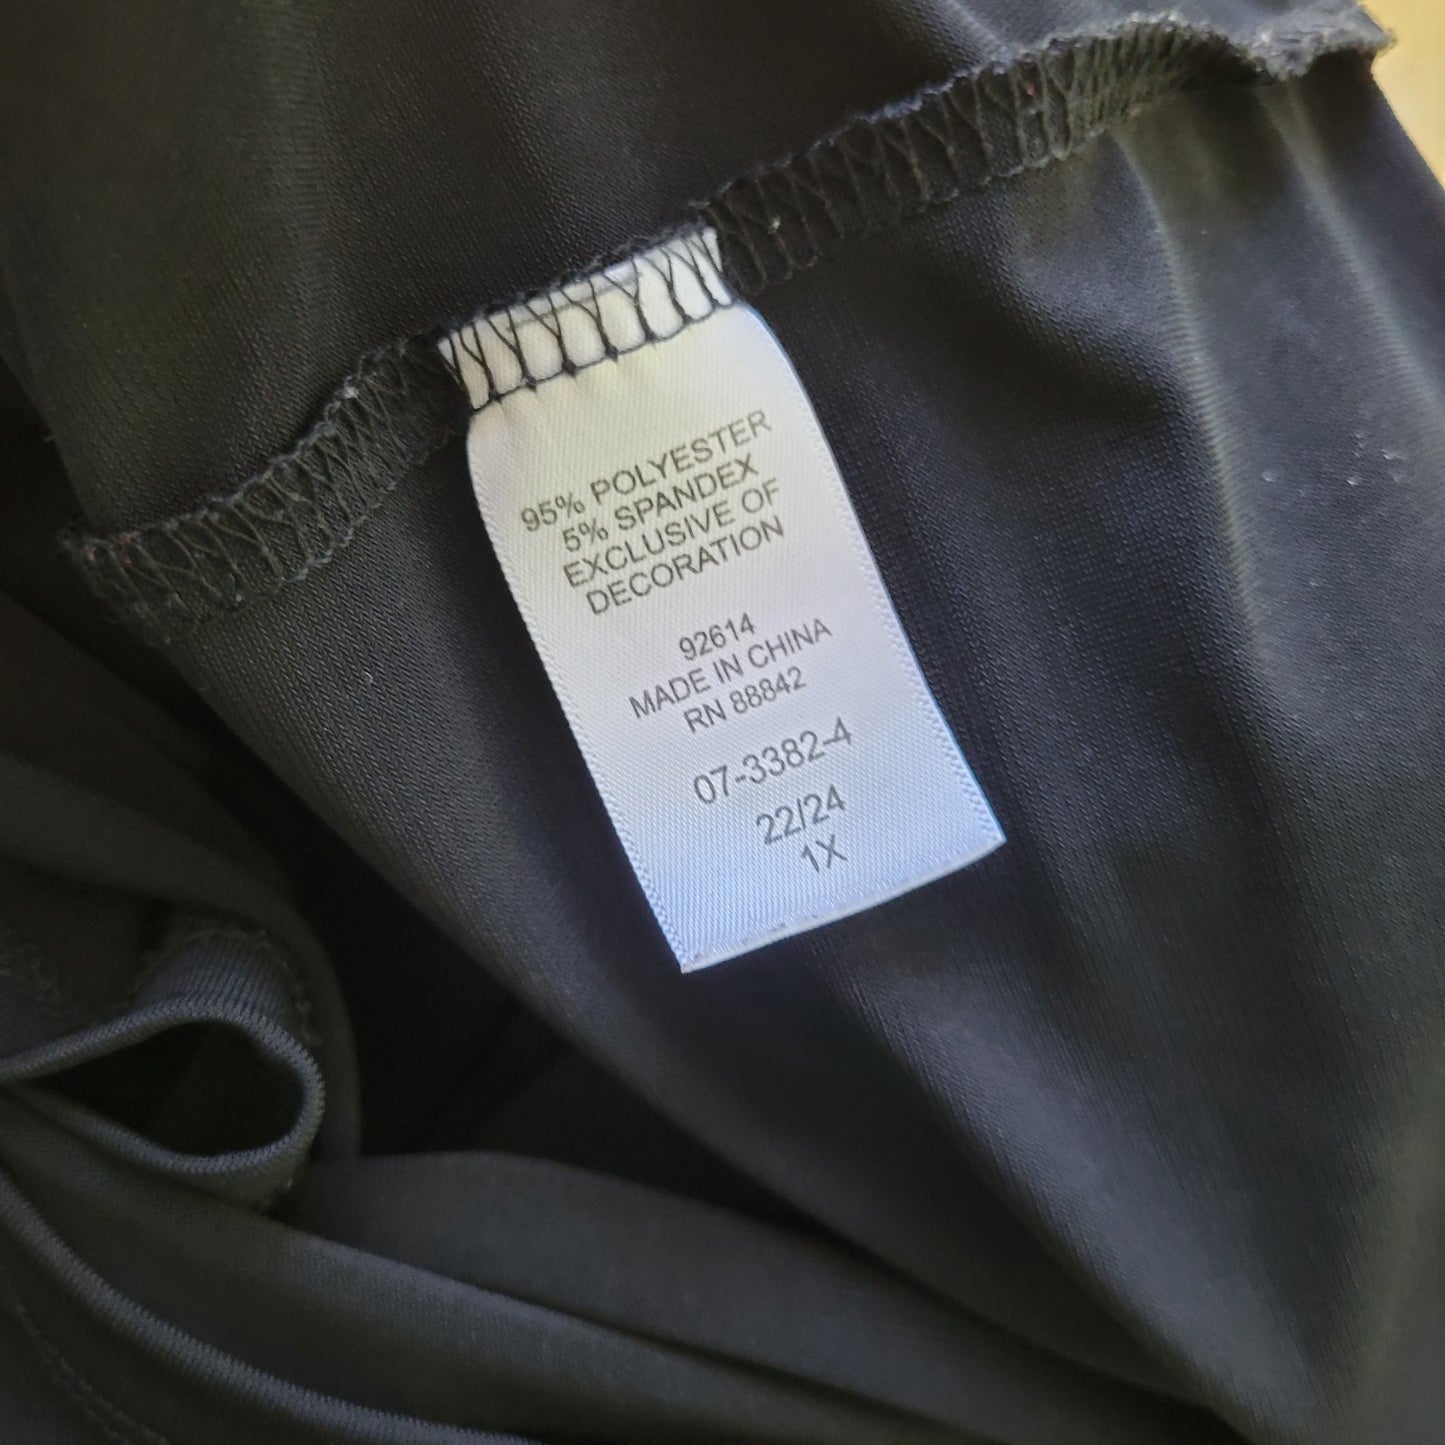 95% POLYESTER
5% SPANDEX
EXCLUSIVE OF
DECORATION
92614
MADE IN CHINA
RN 88842
07-3382-4
22/24
1X